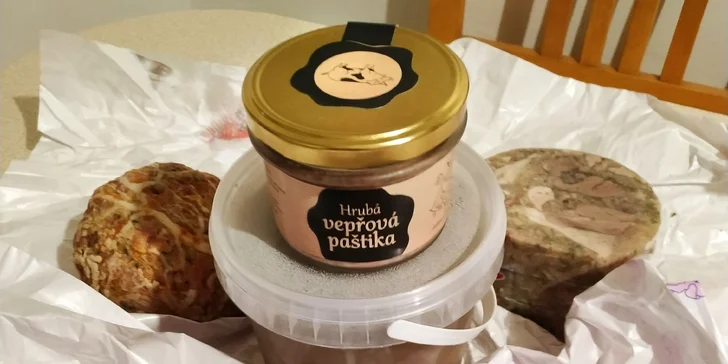 Hrubá
vepřová
paštika